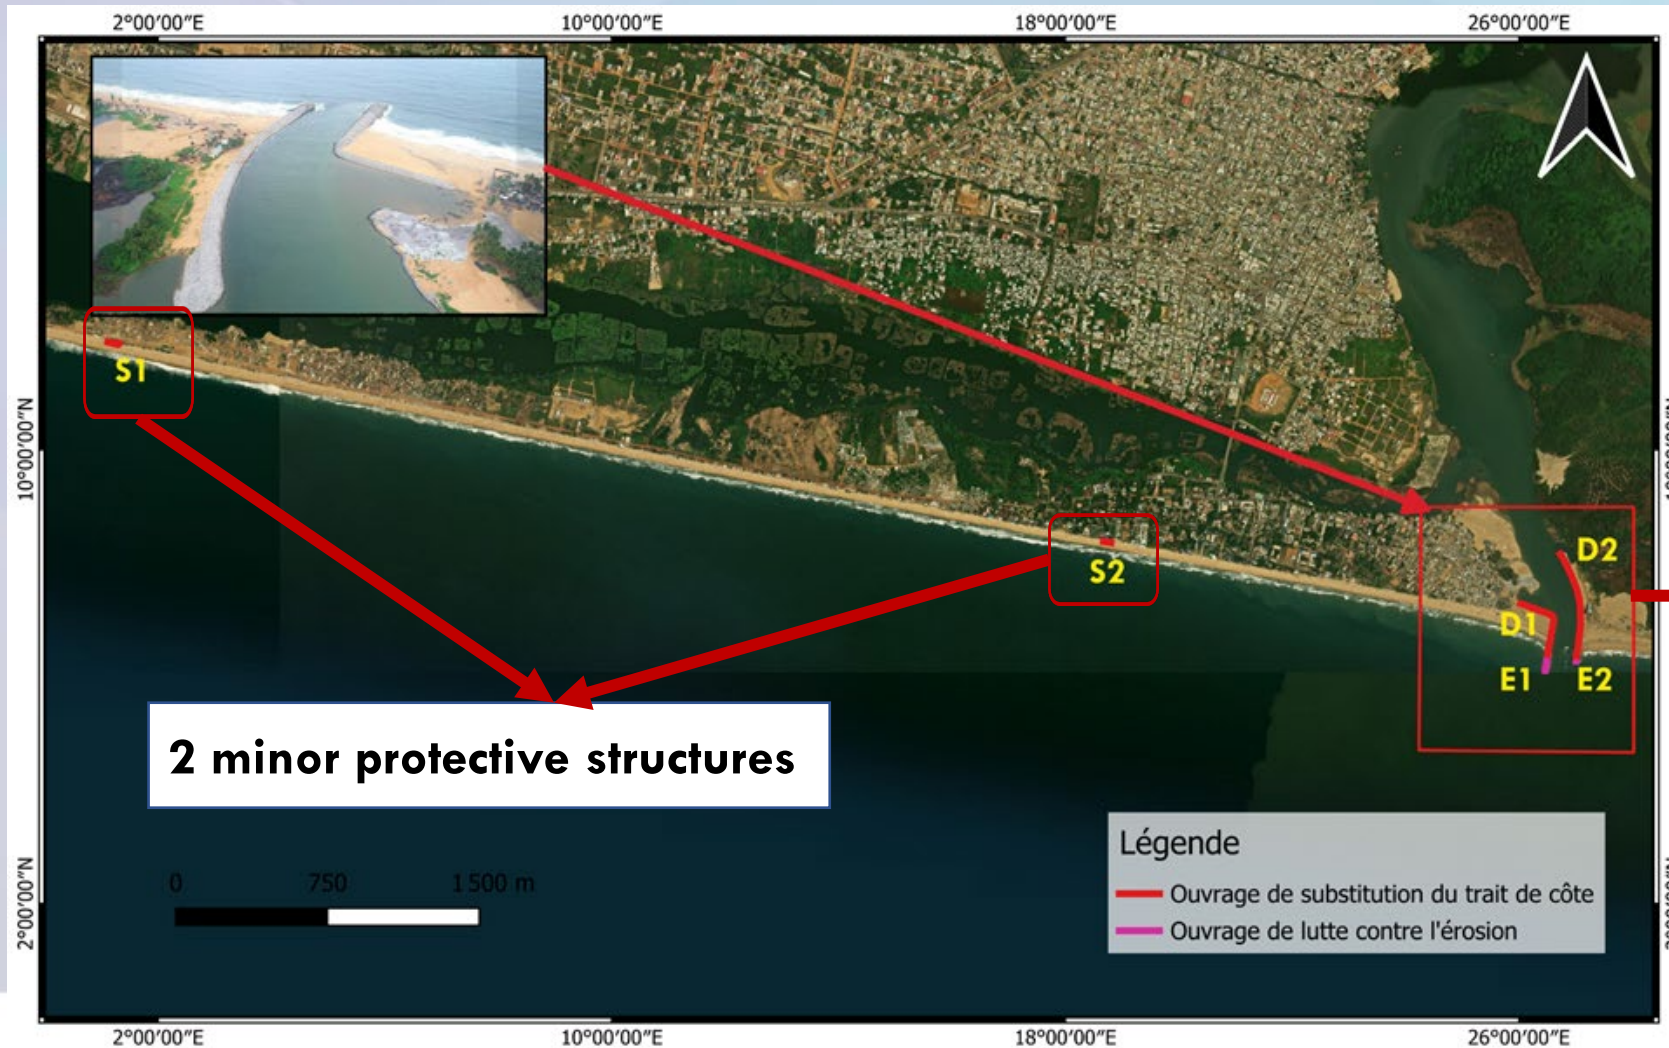 2°00'00"E 10°00'00"E 18°00'00"E 26°00'00"E
10°00'00"N
S1
S2
D2
D1
E1 E2
2 minor protective structures
0 750 1 500 m
Légende
Ouvrage de substitution du trait de côte
Ouvrage de lutte contre l'érosion
2°00'00"N
2°00'00"E 10°00'00"E 18°00'00"E 26°00'00"E